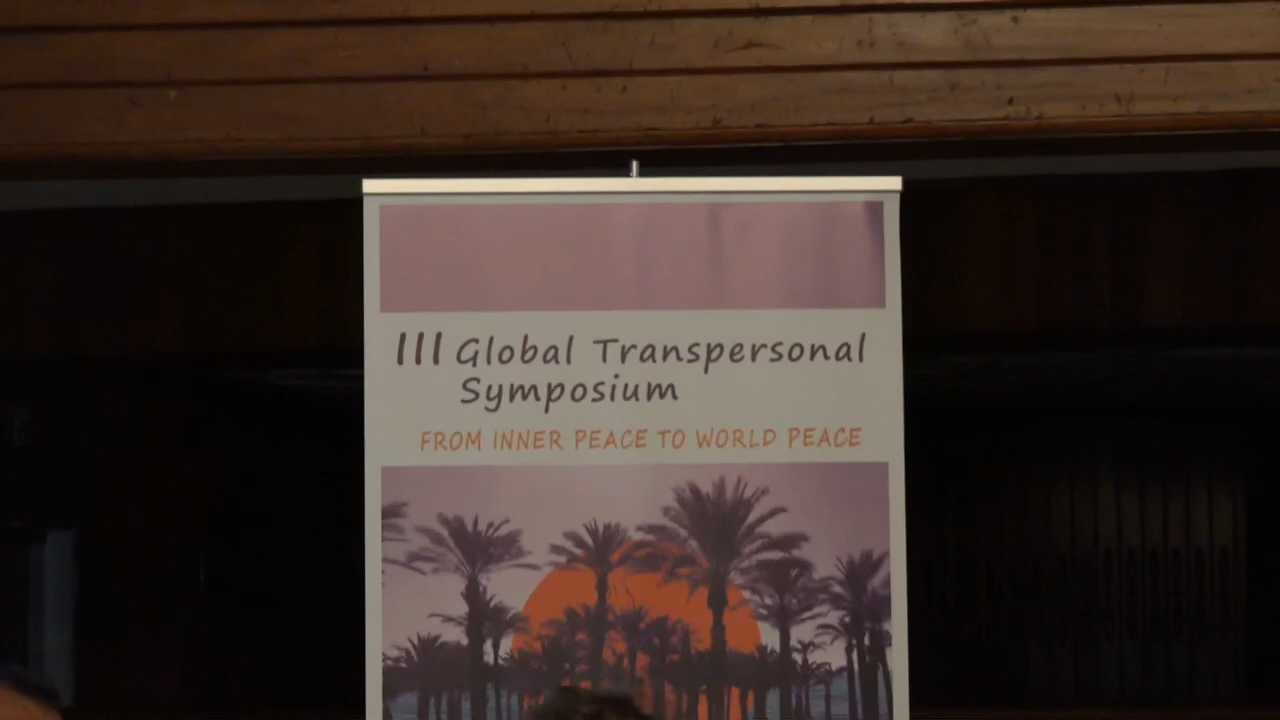 III Global Transpersonal
Symposium
FROM INNER PEACE TO WORLD PEACE